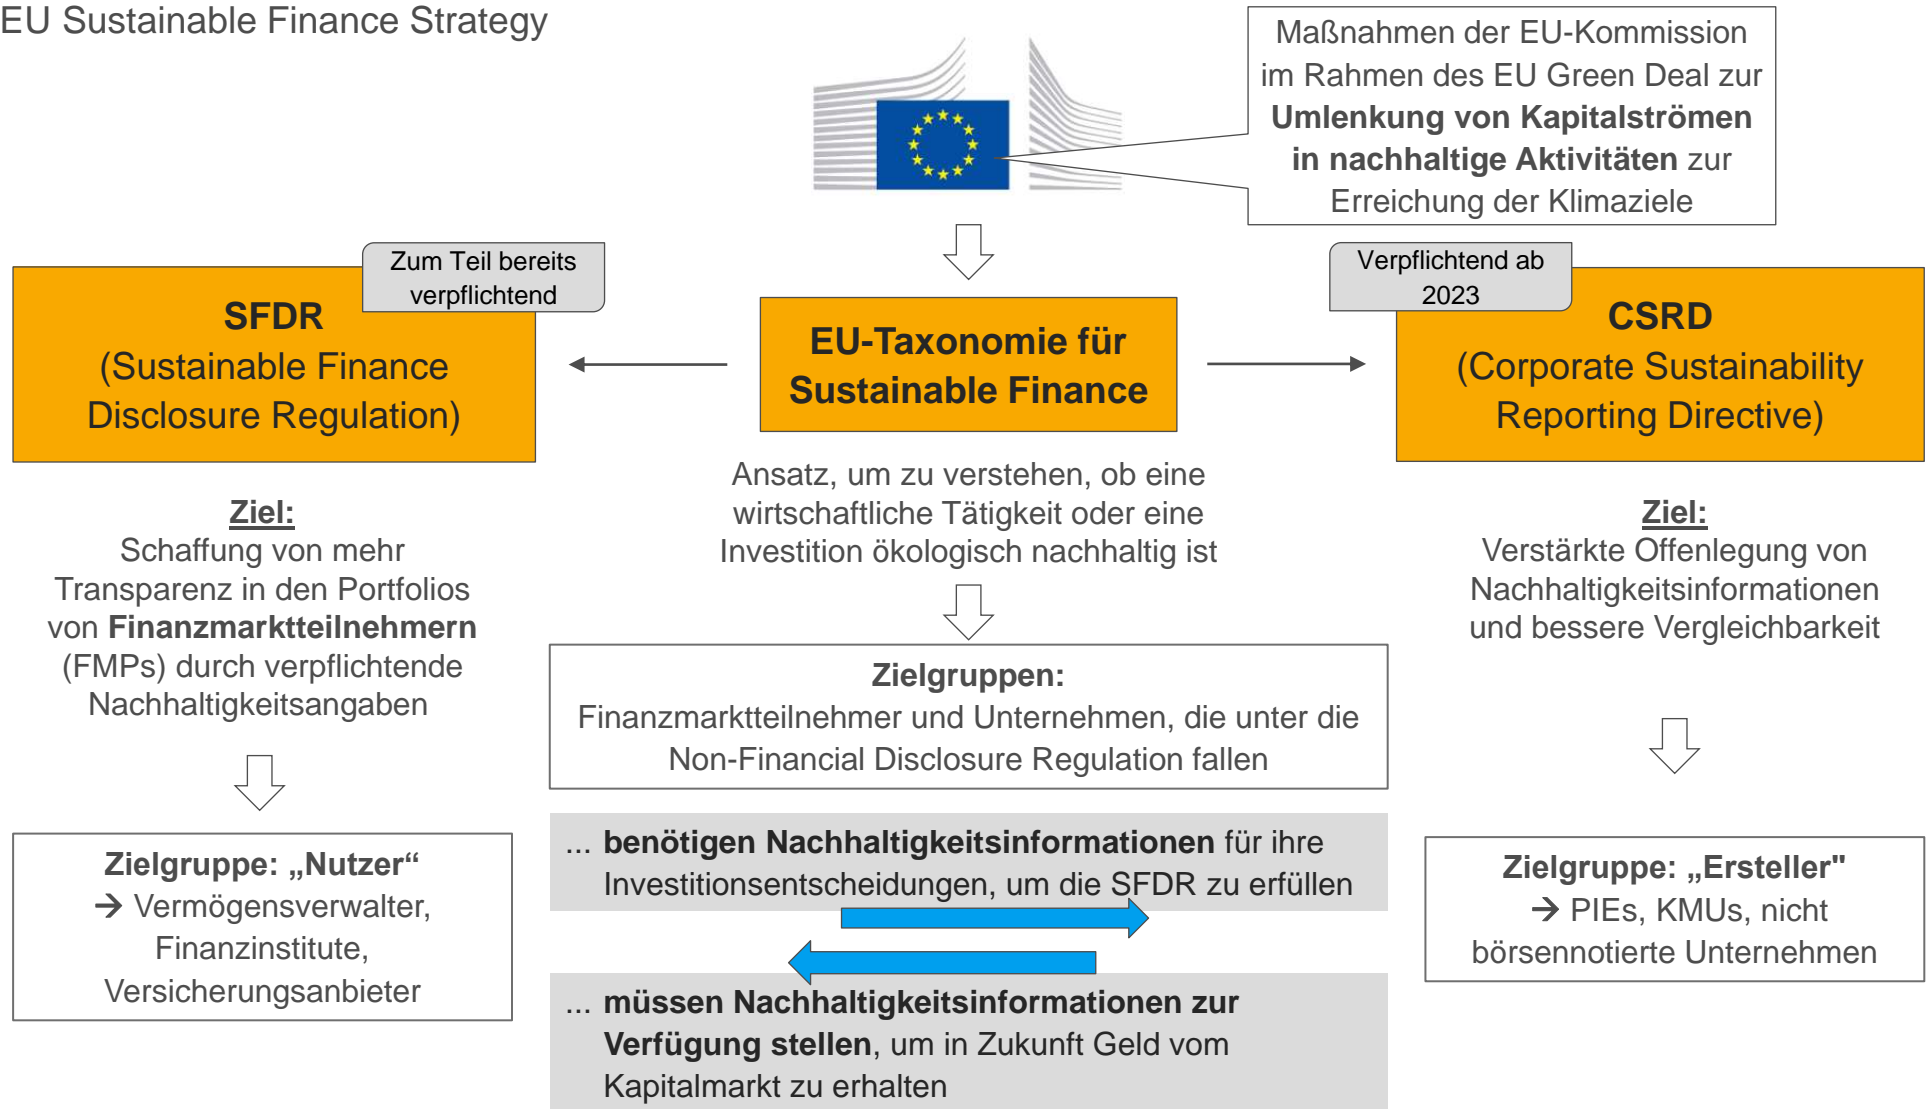 EU Sustainable Finance Strategy
Maßnahmen der EU-Kommission
im Rahmen des EU Green Deal zur
Umlenkung von Kapitalströmen
in nachhaltige Aktivitäten zur
Erreichung der Klimaziele
Zum Teil bereits
verpflichtend
SFDR
(Sustainable Finance
Disclosure Regulation)
EU-Taxonomie für
Sustainable Finance
Verpflichtend ab
2023
CSRD
(Corporate Sustainability
Reporting Directive)
Ziel:
Schaffung von mehr
Transparenz in den Portfolios
von Finanzmarktteilnehmern
(FMPs) durch verpflichtende
Nachhaltigkeitsangaben
Ansatz, um zu verstehen, ob eine
wirtschaftliche Tätigkeit oder eine
Investition ökologisch nachhaltig ist
Ziel:
Verstärkte Offenlegung von
Nachhaltigkeitsinformationen
und bessere Vergleichbarkeit
Zielgruppen:
Finanzmarktteilnehmer und Unternehmen, die unter die
Non-Financial Disclosure Regulation fallen
Zielgruppe: „Nutzer“
→ Vermögensverwalter,
Finanzinstitute,
Versicherungsanbieter
... benötigen Nachhaltigkeitsinformationen für ihre
Investitionsentscheidungen, um die SFDR zu erfüllen
... müssen Nachhaltigkeitsinformationen zur
Verfügung stellen, um in Zukunft Geld vom
Kapitalmarkt zu erhalten
Zielgruppe: „Ersteller"
→ PIEs, KMUs, nicht
börsennotierte Unternehmen